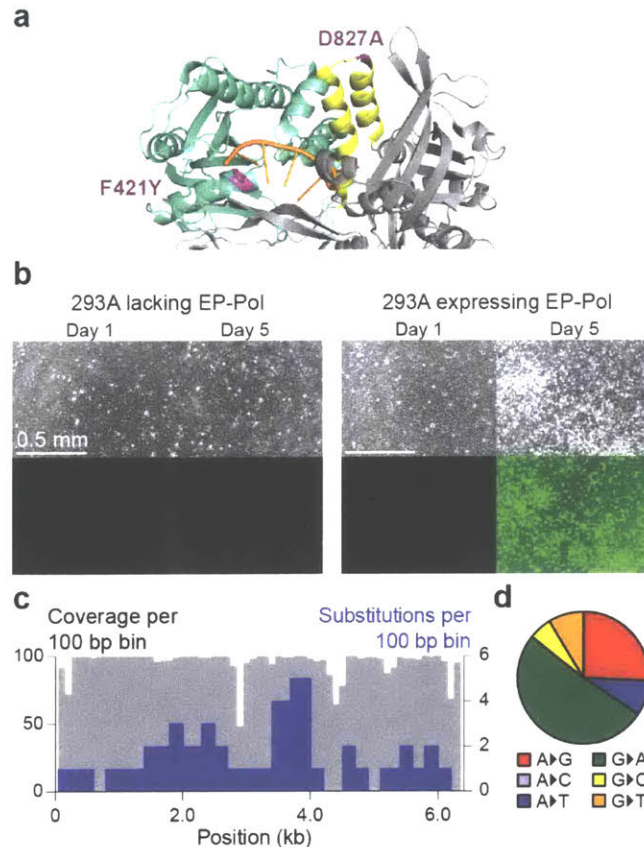 a
D827A
F421Y
b
293A lacking EP-Pol
293A expressing EP-Pol
Day 1 Day 5
Day 1 Day 5
0.5 mm
c
Coverage per
100 bp bin
Substitutions per
100 bp bin
100
50
0
6
4
2
0
0.0 2.0 4.0 6.0
Position (kb)
d
A▶G G▶A
A▶C G▶C
A▶T G▶T